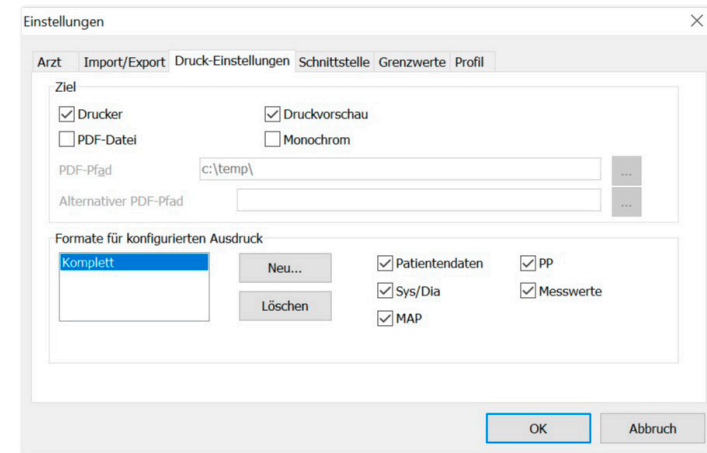 Einstellungen
Arzt Import/Export Druck-Einstellungen Schnittstelle Grenzwerte Profil
Ziel
Drucker Druckvorschau
PDF-Datei Monochrom
PDF-Pfad c:\temp\ ...
Alternativer PDF-Pfad ...
Formate für konfigurierten Ausdruck
Komplett Neu... Patientendaten PP
Sys/Dia Messwerte
Löschen
MAP
OK Abbruch